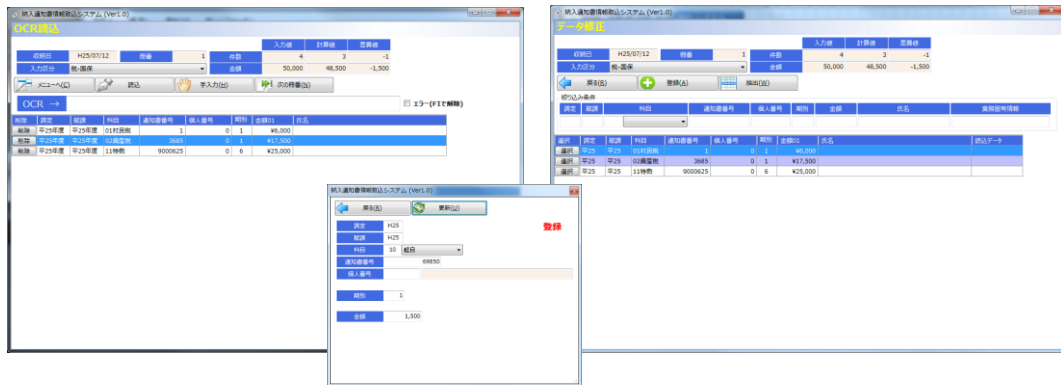 納入通知書情報取込システム (Ver1.0)
OCR読込
入力値 計算値 差異値
収納日 H25/07/12 冊番 1 件数 4 3 -1
入力区分 税・国保 金額 50,000 48,500 -1,500
メニューへ(C) 読込 手入力(H) 次の冊番(N)
OCR → エラー(F1で解除)
削除 調定 賦課 科目 通知書番号 個人番号 期別 金額01 氏名
削除 平25年度 平25年度 01村民税 1 0 1 ¥6,000
削除 平25年度 平25年度 02資産税 3685 0 1 ¥17,500
削除 平25年度 平25年度 11特徴 9000625 0 6 ¥25,000
納入通知書情報取込システム (Ver1.0)
データ修正
入力値 計算値 差異値
収納日 H25/07/12 冊番 1 件数 4 3 -1
入力区分 税・国保 金額 50,000 48,500 -1,500
戻る(R) 登録(A) 抽出(W)
絞り込み条件
調定 賦課 科目 通知書番号 個人番号 期別 金額 氏名 業務固有情報
選択 調定 賦課 科目 通知書番号 個人番号 期別 金額01 氏名 読込データ
選択 平25 平25 01村民税 1 0 1 ¥6,000
選択 平25 平25 02資産税 3685 0 1 ¥17,500
選択 平25 平25 11特徴 9000625 0 6 ¥25,000
納入通知書情報取込システム (Ver1.0)
戻る(R) 更新(U)
登録
調定 H25
賦課 H25
科目 10 軽自
通知書番号 69850
個人番号
期別 1
金額 1,500